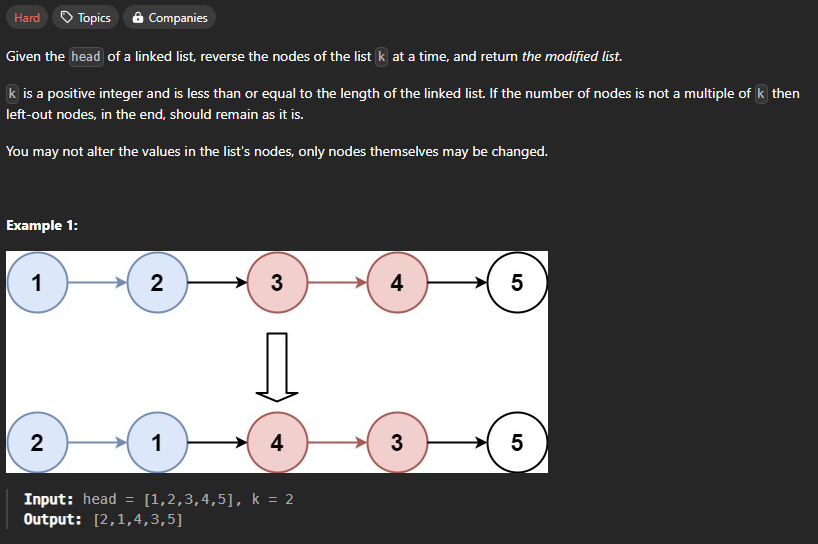 Hard Topics Companies
Given the head of a linked list, reverse the nodes of the list k at a time, and return the modified list.
k is a positive integer and is less than or equal to the length of the linked list. If the number of nodes is not a multiple of k then
left-out nodes, in the end, should remain as it is.
You may not alter the values in the list's nodes, only nodes themselves may be changed.
Example 1:
1 2 3 4 5
2 1 4 3 5
Input: head = [1,2,3,4,5], k = 2
Output: [2,1,4,3,5]